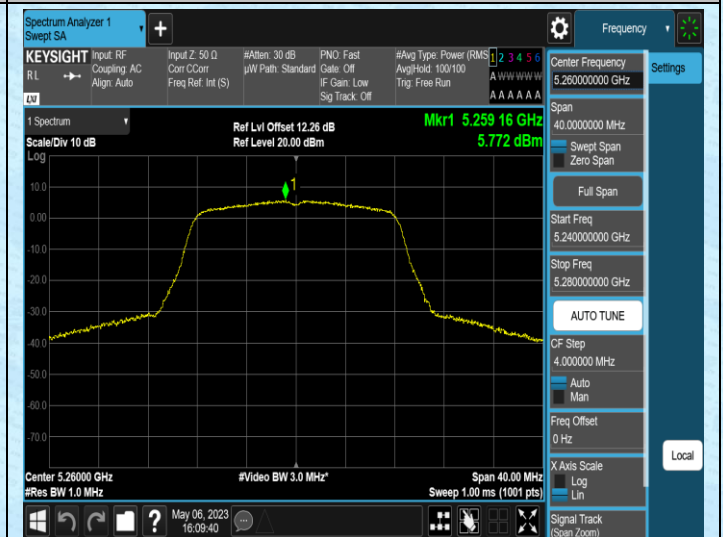 Spectrum Analyzer 1
Swept SA
+
Frequency
KEYSIGHT
R L
LXI
Input: RF
Coupling: AC
Align: Auto
Input Z: 50 Ω
Corr CCorr
Freq Ref: Int (S)
#Atten: 30 dB
µW Path: Standard
PNO: Fast
Gate: Off
IF Gain: Low
Sig Track: Off
#Avg Type: Power (RMS
Avg|Hold: 100/100
Trig: Free Run
1 2 3 4 5 6
A W W W W W
A A A A A A
1 Spectrum
Scale/Div 10 dB
Log
Ref Lvl Offset 12.26 dB
Ref Level 20.00 dBm
Mkr1 5.259 16 GHz
5.772 dBm
1
10.0
0.00
-10.0
-20.0
-30.0
-40.0
-50.0
-60.0
-70.0
Center 5.26000 GHz
#Res BW 1.0 MHz
#Video BW 3.0 MHz*
Span 40.00 MHz
Sweep 1.00 ms (1001 pts)
?
May 06, 2023
16:09:40
Center Frequency
5.260000000 GHz
Span
40.0000000 MHz
Swept Span
Zero Span
Full Span
Start Freq
5.240000000 GHz
Stop Freq
5.280000000 GHz
AUTO TUNE
CF Step
4.000000 MHz
Auto
Man
Freq Offset
0 Hz
X Axis Scale
Log
Lin
Signal Track
(Span Zoom)
Settings
Local